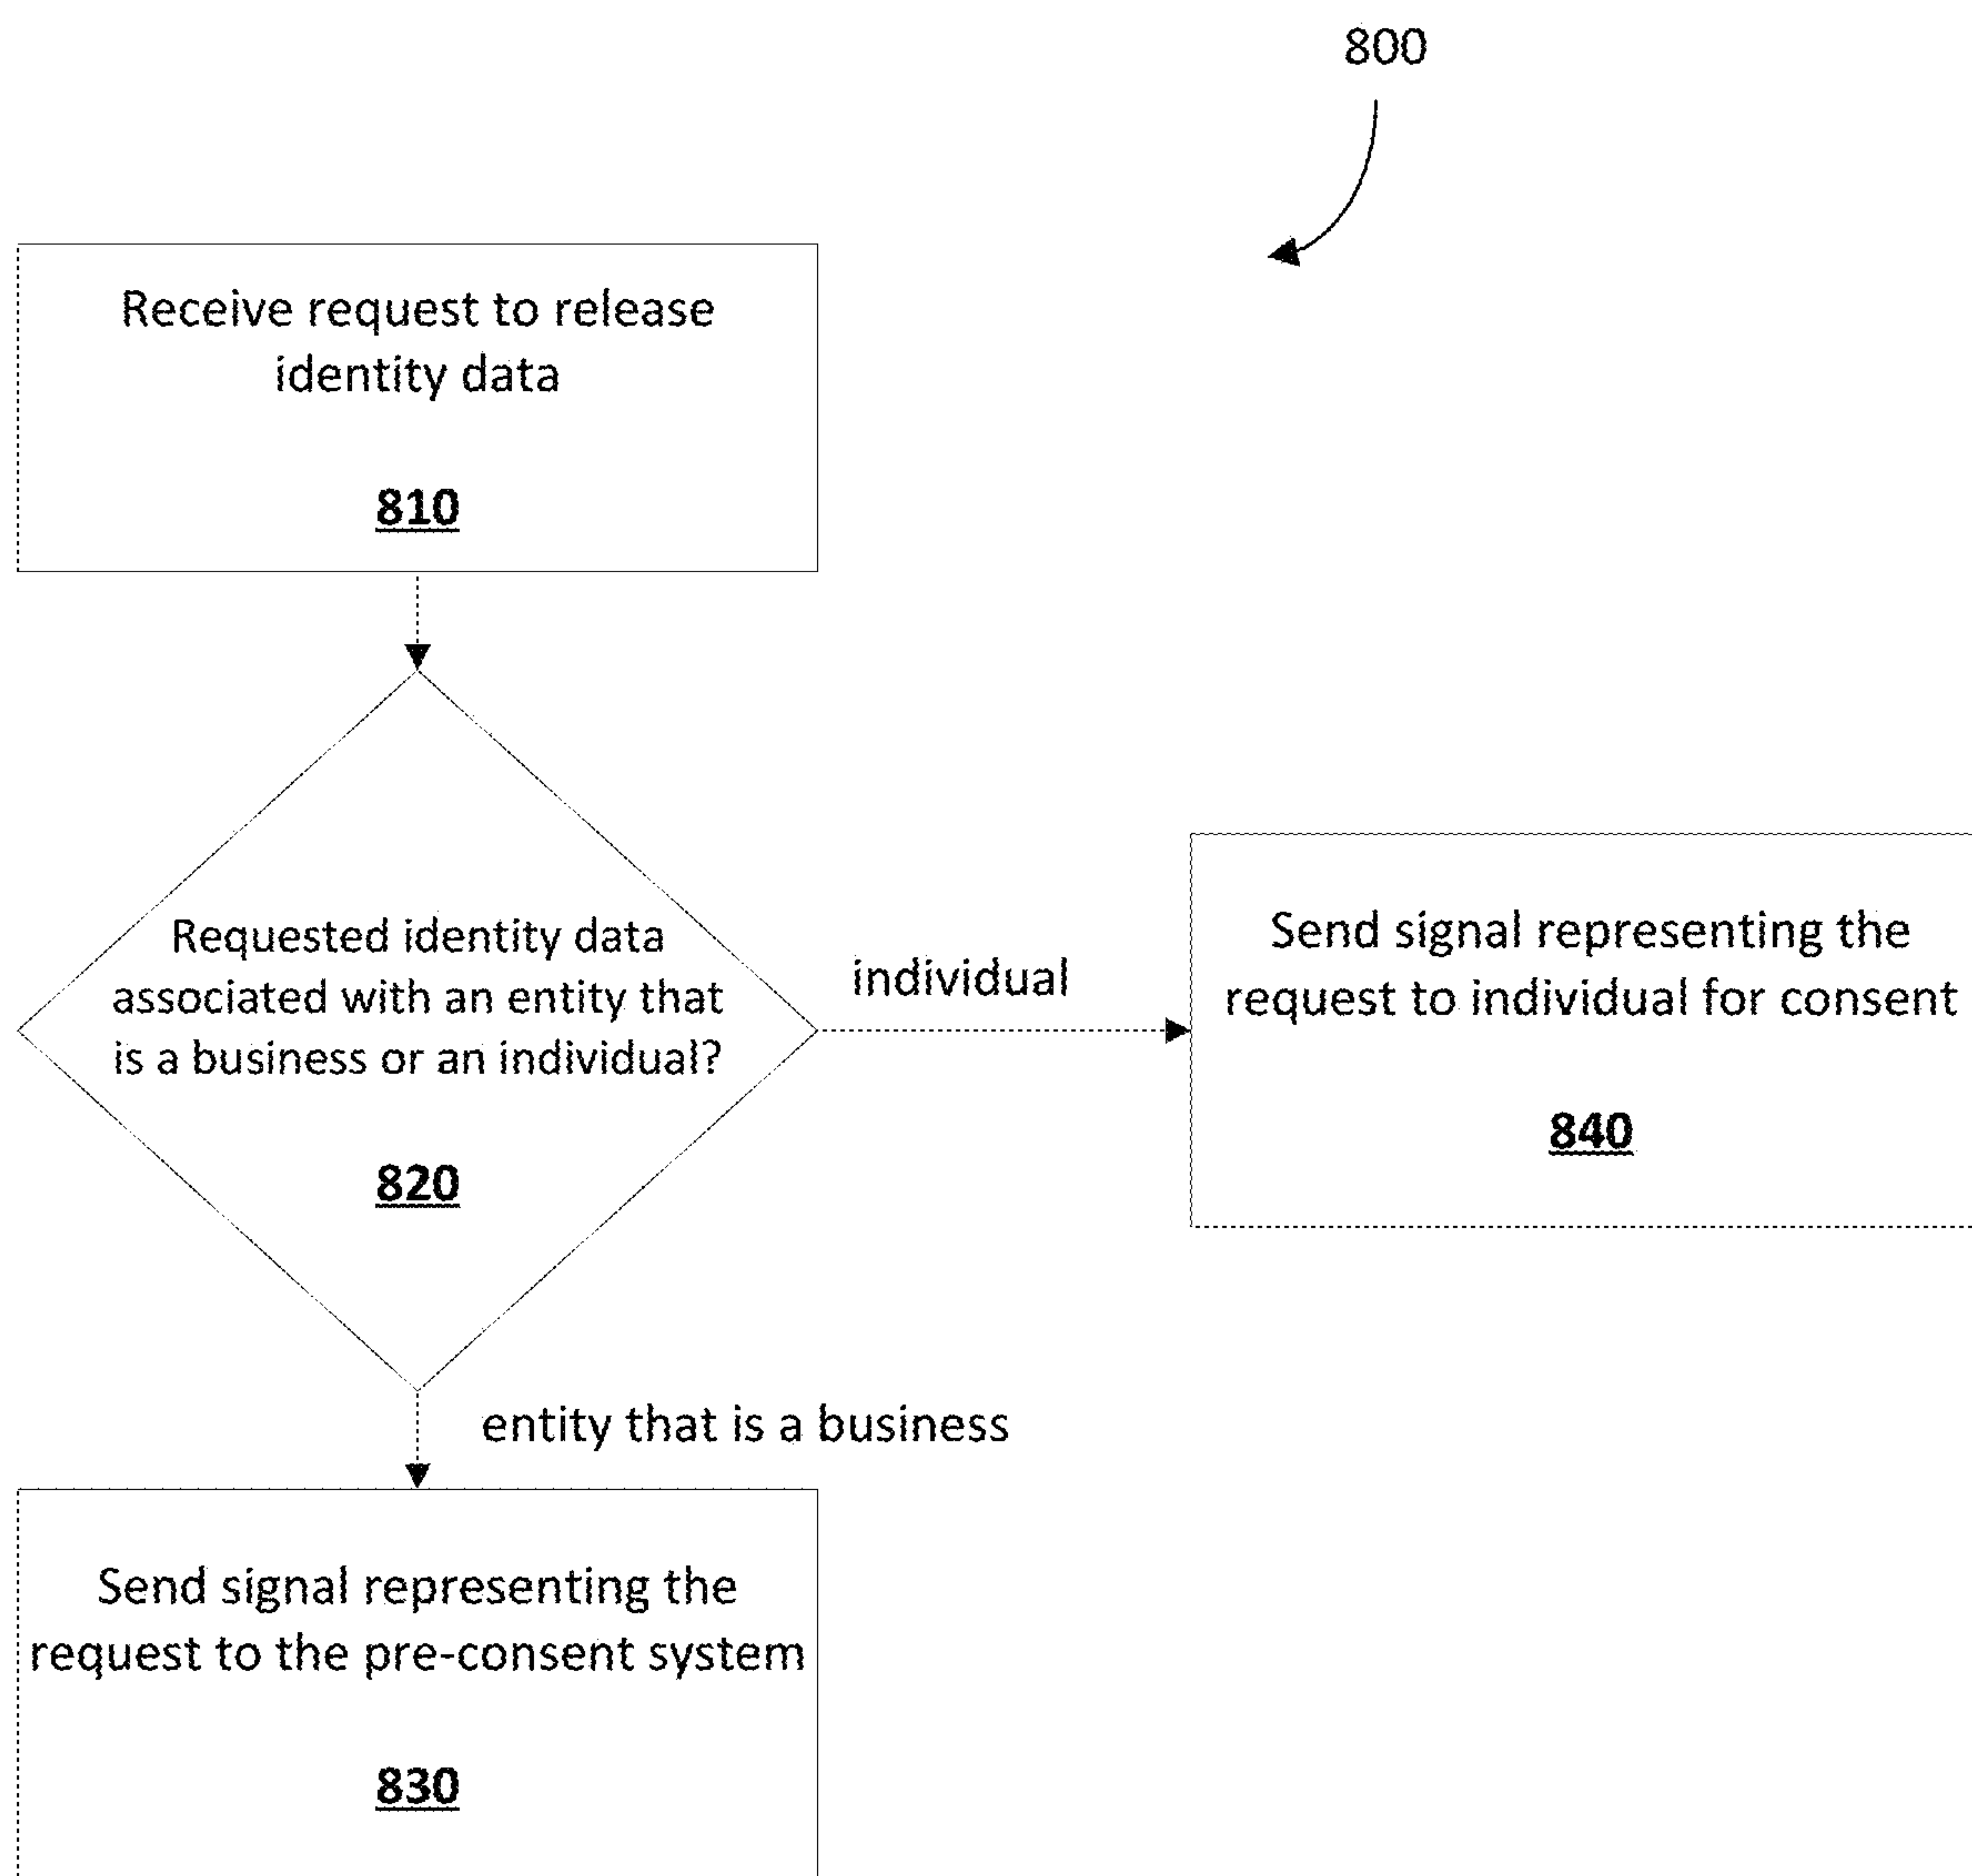 800
Receive request to release
identity data
810
Requested identity data
associated with an entity that
is a business or an individual?
820
individual
Send signal representing the
request to individual for consent
840
entity that is a business
Send signal representing the
request to the pre-consent system
830